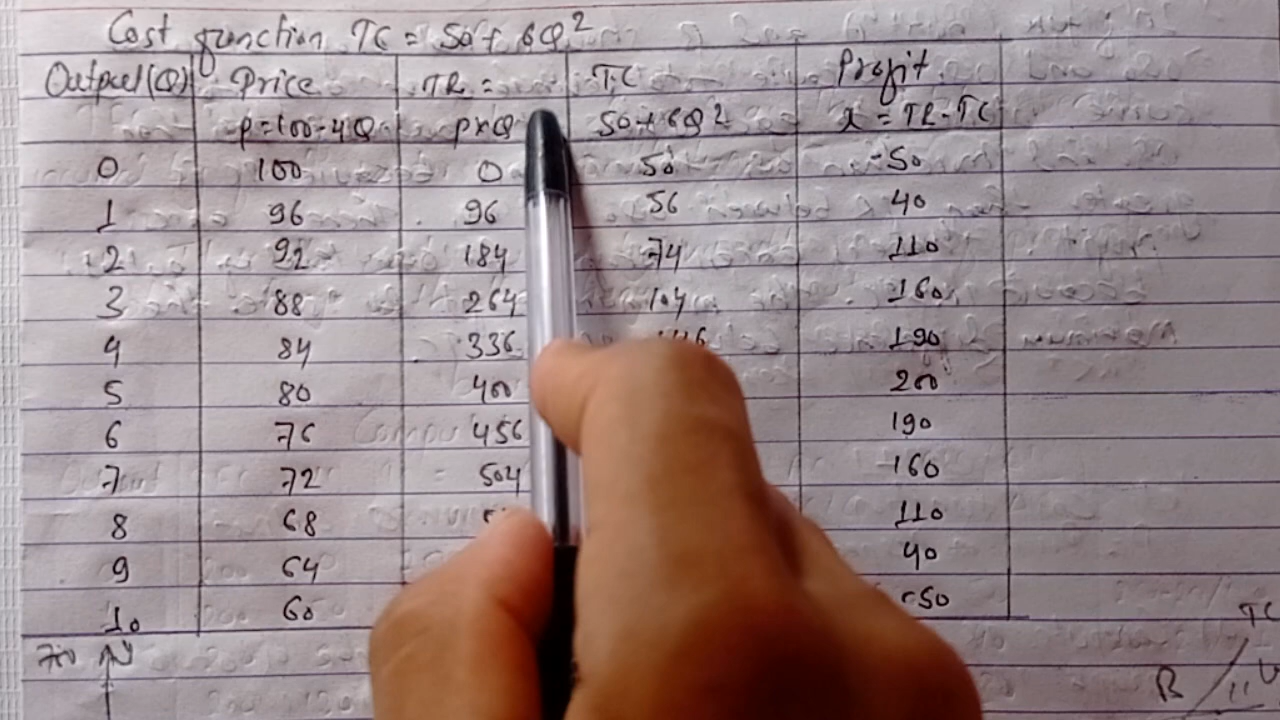 Cost function TC = 50 + 6Q²
Output(Q) Price TR = TC Profit
P=100-4Q P×Q 50+6Q² π = TR-TC
0 100 0 50 -50
1 96 96 56 40
2 92 184 74 110
3 88 264 104 160
4 84 336 146 190
5 80 400 200
6 76 456 190
7 72 504 160
8 68 110
9 64 40
10 60 -50
700 TC